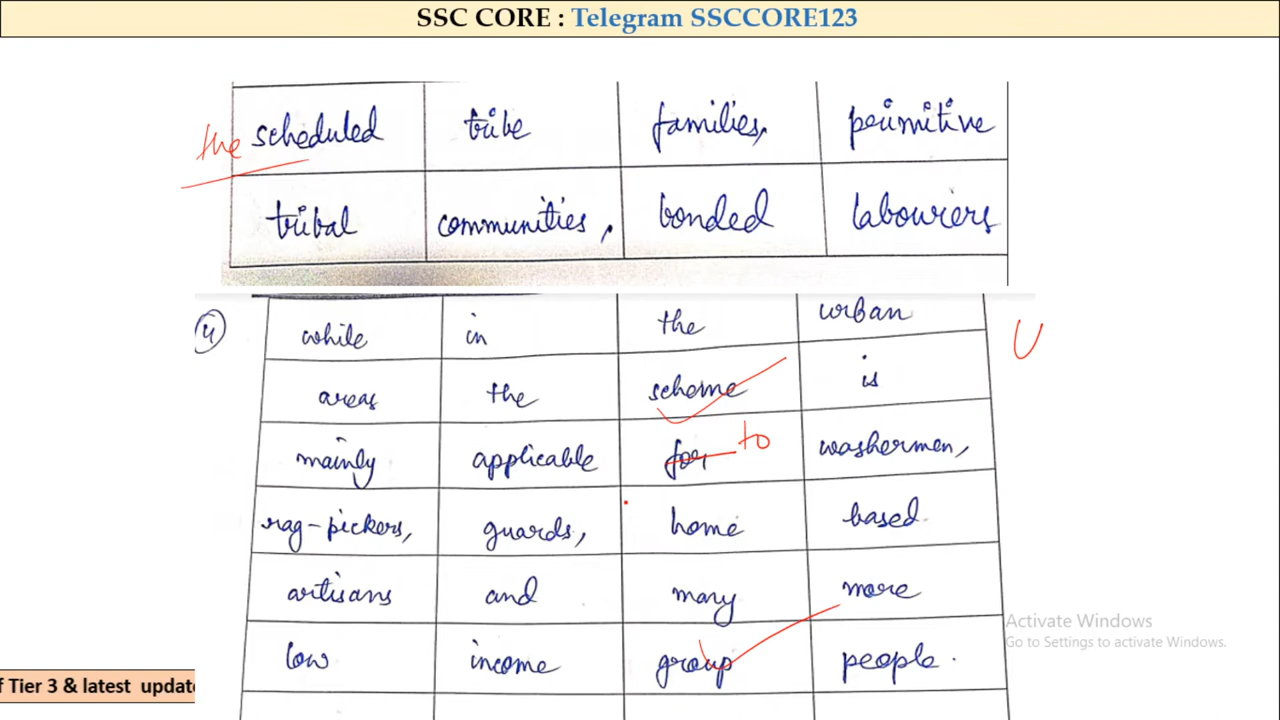 SSC CORE : Telegram SSCCORE123
the scheduled tribe families, primitive
tribal communities, bonded labourers
4 while in the urban
areas the scheme is
mainly applicable for to washermen,
rag-pickers, guards, home based
artisans and many more
low income group people.
Activate Windows
Go to Settings to activate Windows.
f Tier 3 & latest update